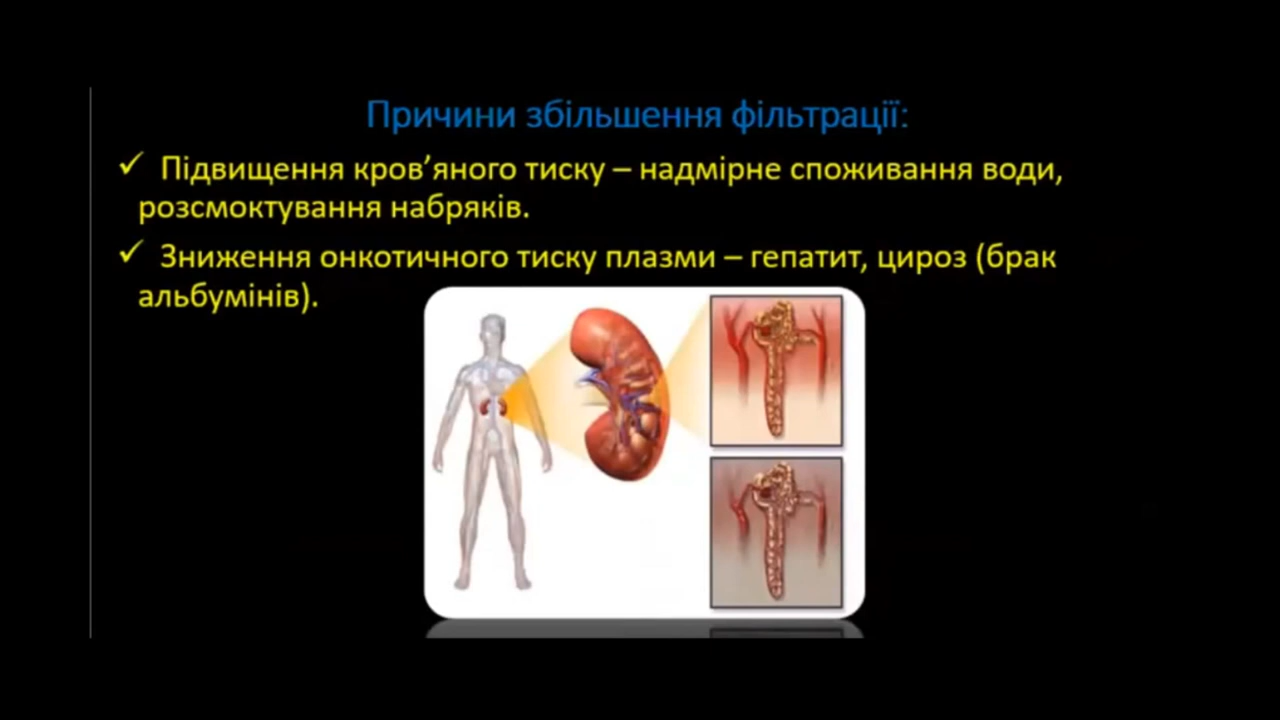 Причини збільшення фільтрації:
✓ Підвищення кров’яного тиску – надмірне споживання води,
розсмоктування набряків.
✓ Зниження онкотичного тиску плазми – гепатит, цироз (брак
альбумінів).